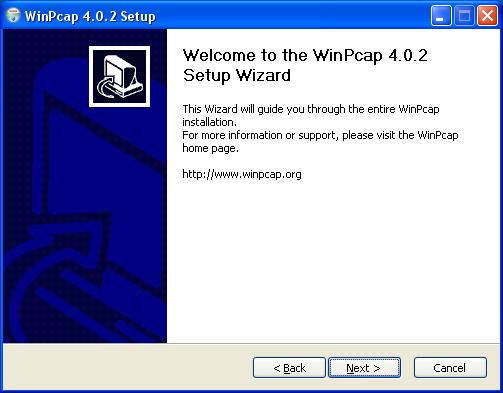 WinPcap 4.0.2 Setup
Welcome to the WinPcap 4.0.2
Setup Wizard
This Wizard will guide you through the entire WinPcap
installation.
For more information or support, please visit the WinPcap
home page.
http://www.winpcap.org
< Back
Next >
Cancel